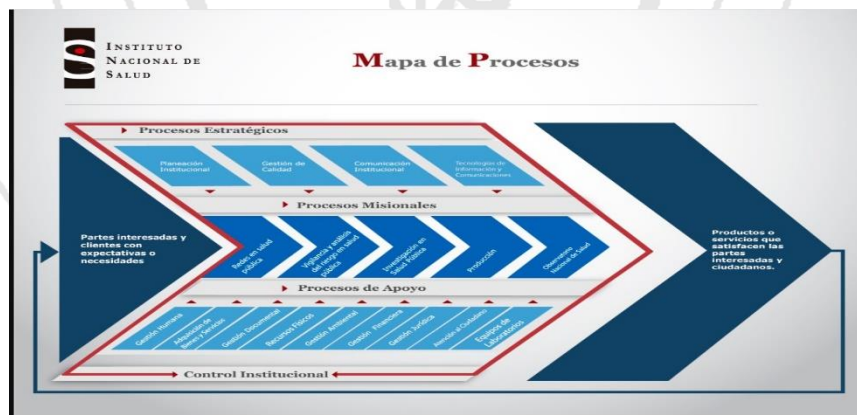 INSTITUTO
NACIONAL DE
SALUD
Mapa de Procesos
Procesos Estratégicos
Planeación
Institucional
Gestión de
Calidad
Comunicación
Institucional
Tecnología de
Información y
Comunicaciones
Procesos Misionales
Partes interesadas y
clientes con
expectativas o
necesidades
Redes en salud
pública
Vigilancia y análisis
del riesgo en salud
pública
Investigación en
Salud Pública
Producción
Observatorio
Nacional de Salud
Productos o
servicios que
satisfacen las
partes
interesadas y
ciudadanos.
Procesos de Apoyo
Gestión Humana
Adquisición de
Bienes y Servicios
Gestión Documental
Recursos Físicos
Gestión Ambiental
Gestión Financiera
Gestión Jurídica
Atención al Ciudadano
Equipos de
Laboratorios
Control Institucional